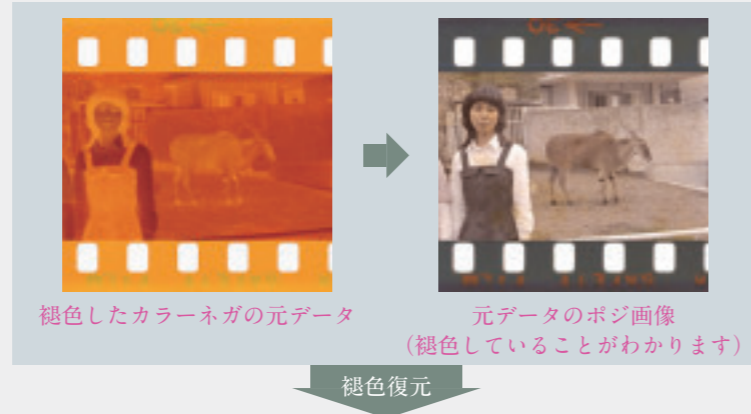 褪色したカラーネガの元データ
元データのポジ画像
（褪色していることがわかります）
褪色復元